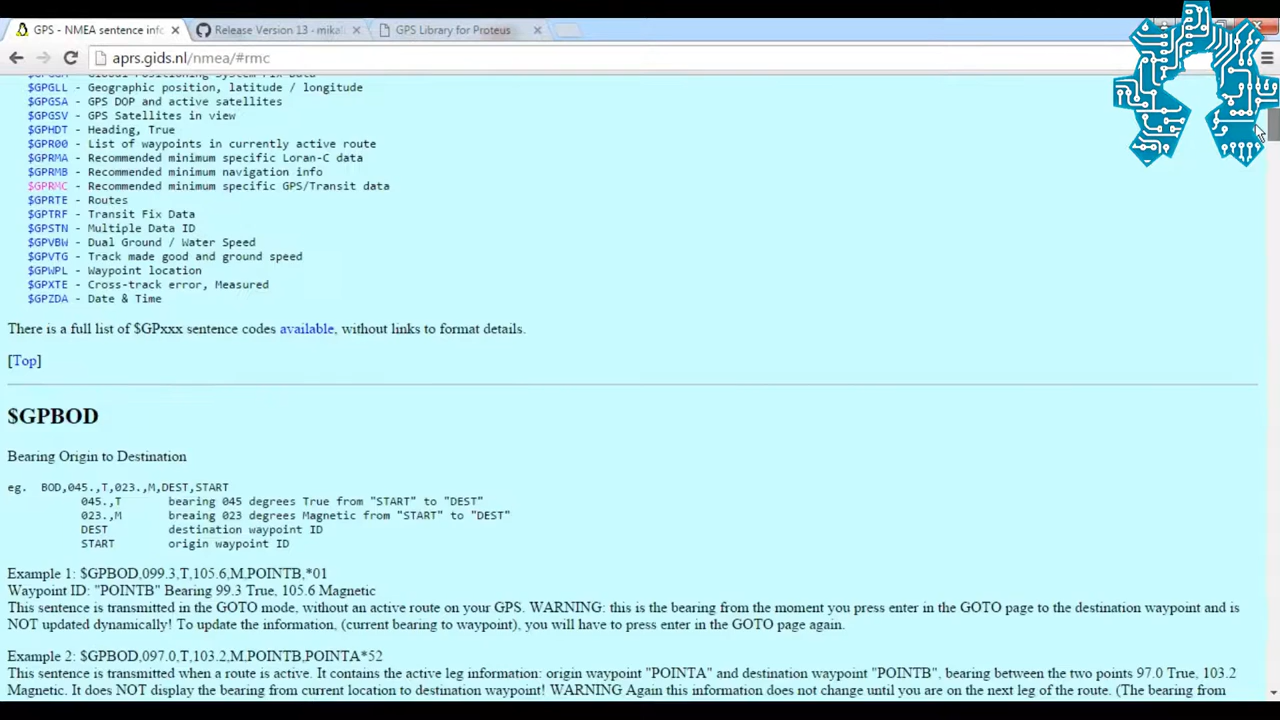 GPS - NMEA sentence info
Release Version 13 - mikal
GPS Library for Proteus
aprs.gids.nl/nmea/#rmc
$GPGGA - Global Positioning System Fix Data
$GPGLL - Geographic position, latitude / longitude
$GPGSA - GPS DOP and active satellites
$GPGSV - GPS Satellites in view
$GPHDT - Heading, True
$GPR00 - List of waypoints in currently active route
$GPRMA - Recommended minimum specific Loran-C data
$GPRMB - Recommended minimum navigation info
$GPRMC - Recommended minimum specific GPS/Transit data
$GPRTE - Routes
$GPTRF - Transit Fix Data
$GPSTN - Multiple Data ID
$GPVBW - Dual Ground / Water Speed
$GPVTG - Track made good and ground speed
$GPWPL - Waypoint location
$GPXTE - Cross-track error, Measured
$GPZDA - Date & Time
There is a full list of $GPxxx sentence codes available, without links to format details.
[Top]
$GPBOD
Bearing Origin to Destination
eg. BOD,045.,T,023.,M,DEST,START
045.,T bearing 045 degrees True from "START" to "DEST"
023.,M breaing 023 degrees Magnetic from "START" to "DEST"
DEST destination waypoint ID
START origin waypoint ID
Example 1: $GPBOD,099.3,T,105.6,M,POINTB,*01
Waypoint ID: "POINTB" Bearing 99.3 True, 105.6 Magnetic
This sentence is transmitted in the GOTO mode, without an active route on your GPS. WARNING: this is the bearing from the moment you press enter in the GOTO page to the destination waypoint and is
NOT updated dynamically! To update the information, (current bearing to waypoint), you will have to press enter in the GOTO page again.
Example 2: $GPBOD,097.0,T,103.2,M,POINTB,POINTA*52
This sentence is transmitted when a route is active. It contains the active leg information: origin waypoint "POINTA" and destination waypoint "POINTB", bearing between the two points 97.0 True, 103.2
Magnetic. It does NOT display the bearing from current location to destination waypoint! WARNING Again this information does not change until you are on the next leg of the route. (The bearing from